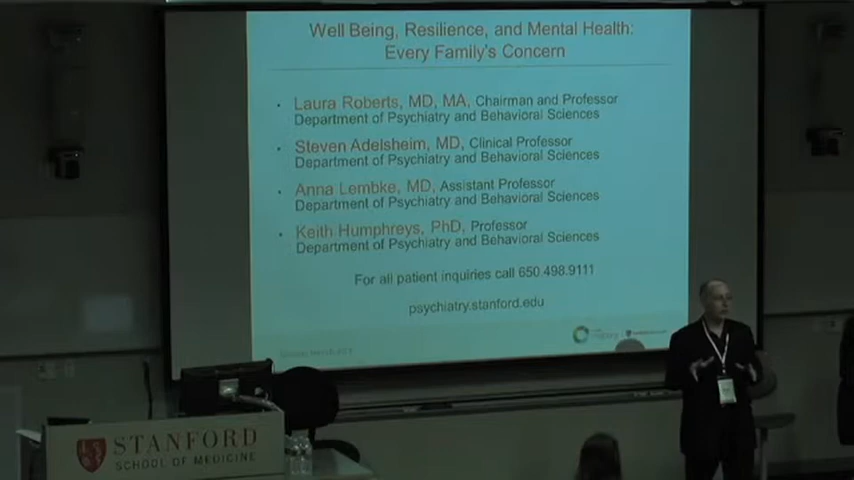 Well Being, Resilience, and Mental Health:
Every Family's Concern
• Laura Roberts, MD, MA, Chairman and Professor
Department of Psychiatry and Behavioral Sciences
• Steven Adelsheim, MD, Clinical Professor
Department of Psychiatry and Behavioral Sciences
• Anna Lembke, MD, Assistant Professor
Department of Psychiatry and Behavioral Sciences
• Keith Humphreys, PhD, Professor
Department of Psychiatry and Behavioral Sciences
For all patient inquiries call 650.498.9111
psychiatry.stanford.edu
STANFORD
SCHOOL OF MEDICINE